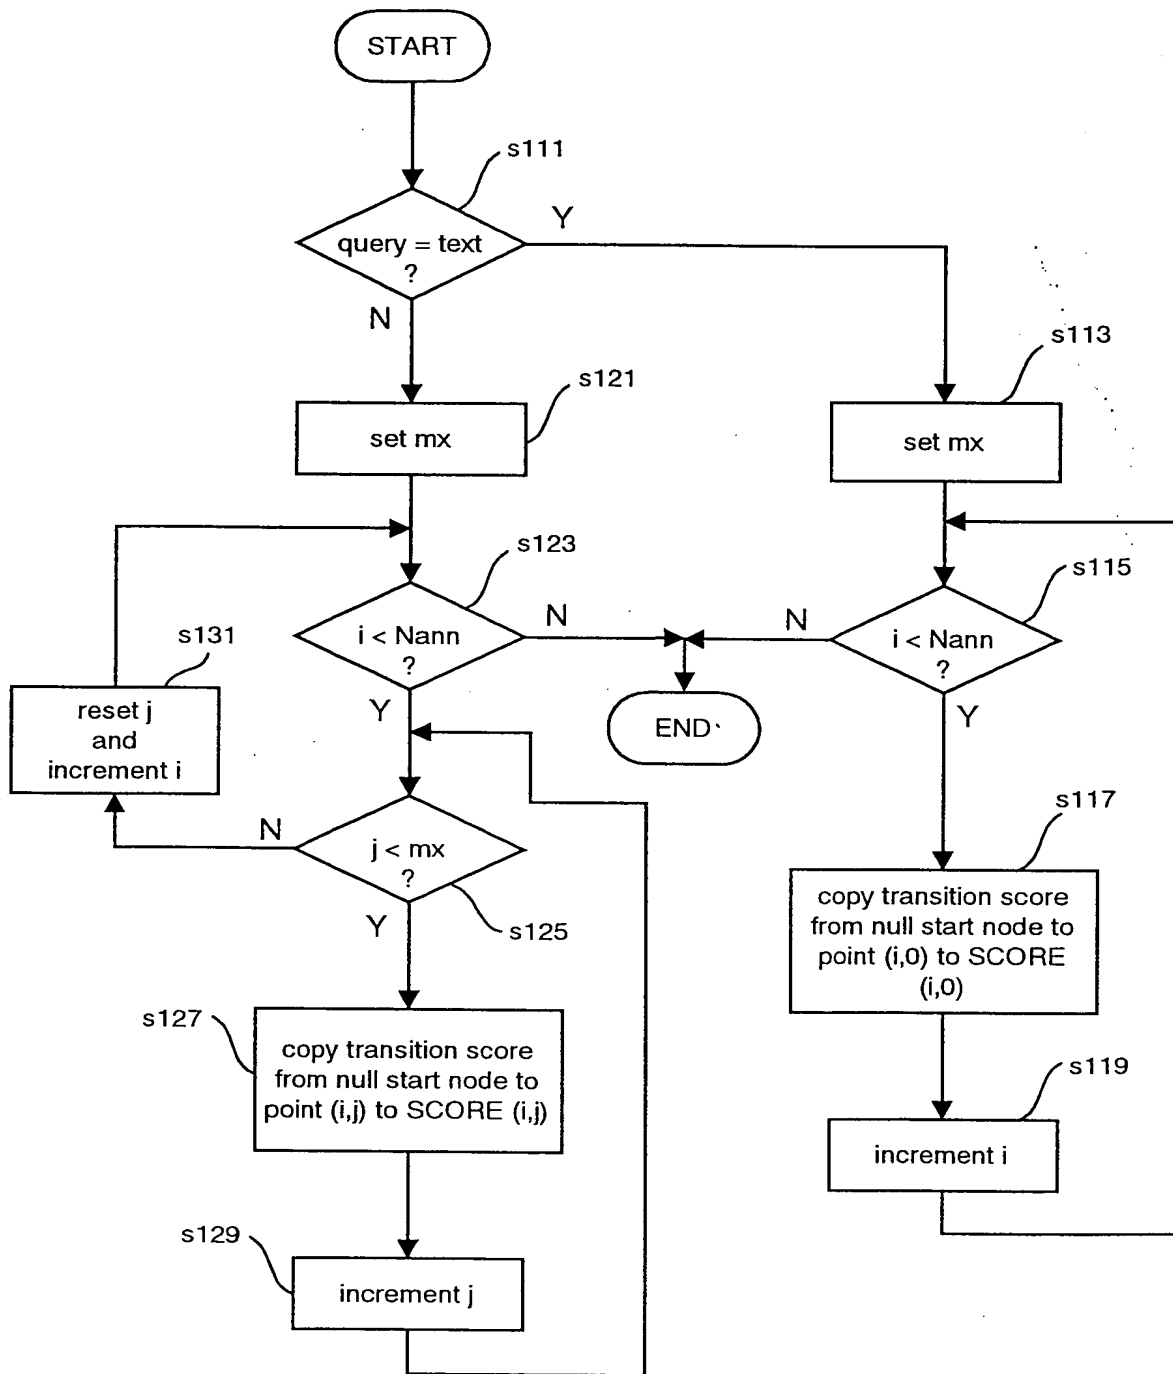 START
s111
query = text
?
Y
N
s121
set mx
s113
set mx
s123
i < Nann
?
N
Y
s115
i < Nann
?
N
Y
END
s131
reset j
and
increment i
j < mx
?
N
Y
s125
s117
copy transition score
from null start node to
point (i,0) to SCORE
(i,0)
s127
copy transition score
from null start node to
point (i,j) to SCORE (i,j)
s119
increment i
s129
increment j